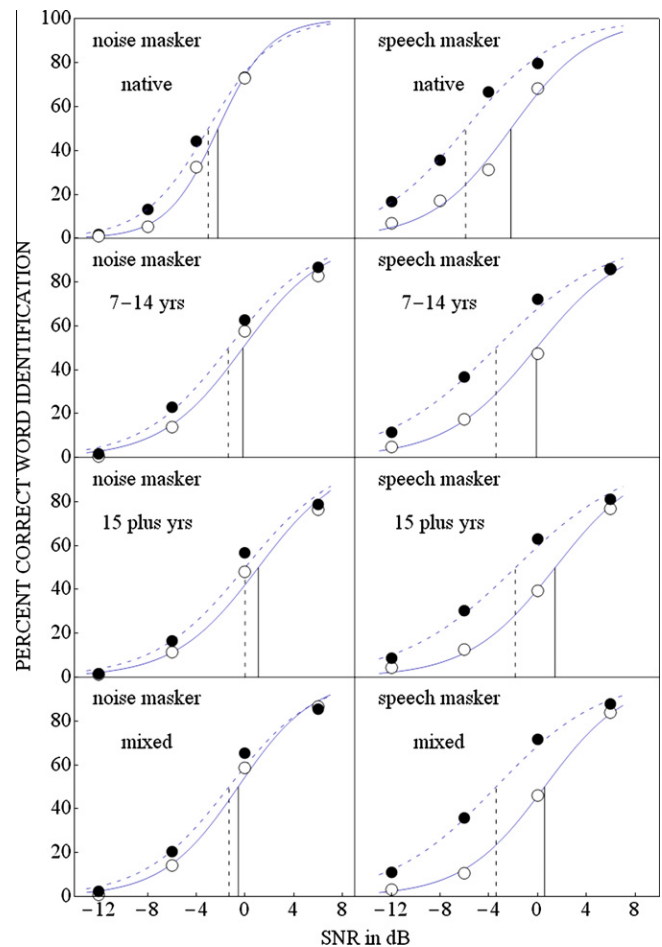 PERCENT CORRECT WORD IDENTIFICATION
100
80
60
40
20
0
noise masker
native
speech masker
native
80
60
40
20
0
noise masker
7−14 yrs
speech masker
7−14 yrs
80
60
40
20
0
noise masker
15 plus yrs
speech masker
15 plus yrs
80
60
40
20
0
noise masker
mixed
speech masker
mixed
−12 −8 −4 0 4 8 −12 −8 −4 0 4 8
SNR in dB